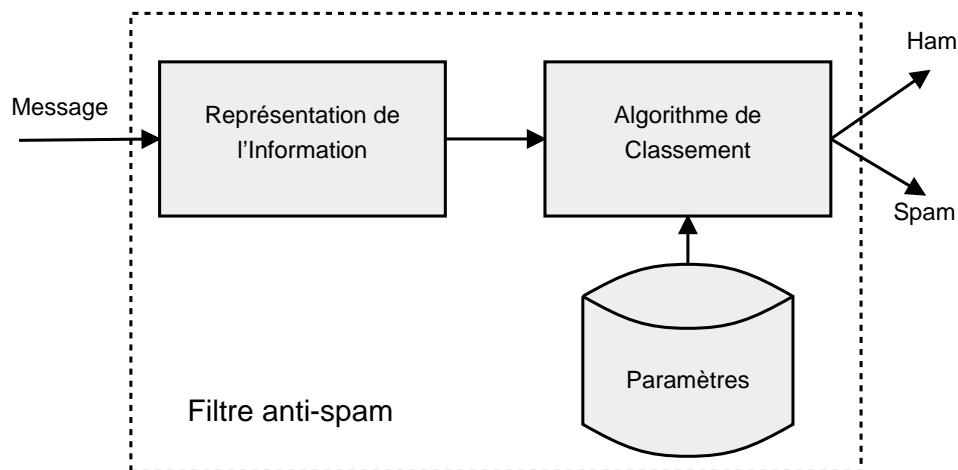 Ham
Message
Représentation de
l’Information
Algorithme de
Classement
Spam
Paramètres
Filtre anti-spam